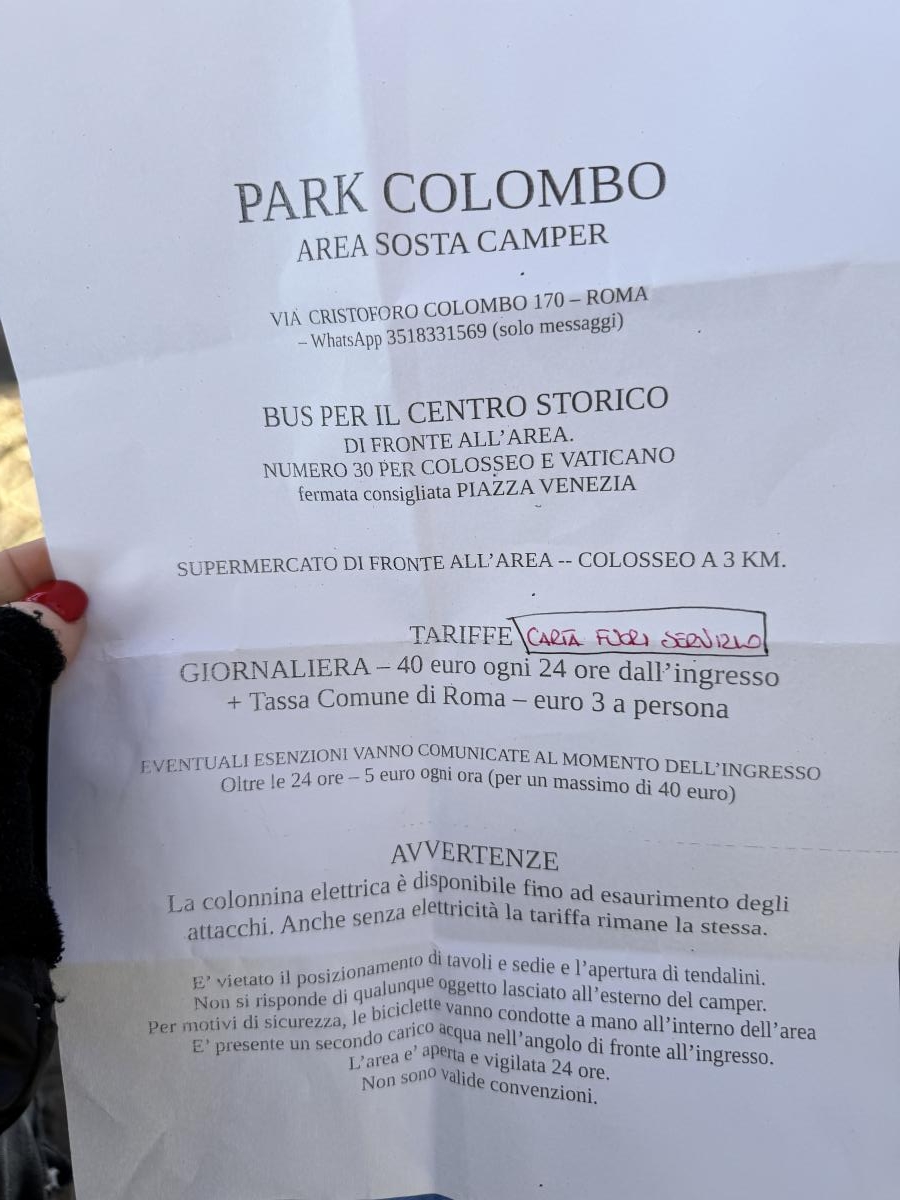 PARK COLOMBO
AREA SOSTA CAMPER
VIA CRISTOFORO COLOMBO 170 – ROMA
– WhatsApp 3518331569 (solo messaggi)
BUS PER IL CENTRO STORICO
DI FRONTE ALL’AREA.
NUMERO 30 PER COLOSSEO E VATICANO
fermata consigliata PIAZZA VENEZIA
SUPERMERCATO DI FRONTE ALL’AREA -- COLOSSEO A 3 KM.
TARIFFE CARTA FUORI SERVIZIO
GIORNALIERA – 40 euro ogni 24 ore dall’ingresso
+ Tassa Comune di Roma – euro 3 a persona
EVENTUALI ESENZIONI VANNO COMUNICATE AL MOMENTO DELL’INGRESSO
Oltre le 24 ore – 5 euro ogni ora (per un massimo di 40 euro)
AVVERTENZE
La colonnina elettrica è disponibile fino ad esaurimento degli
attacchi. Anche senza elettricità la tariffa rimane la stessa.
E’ vietato il posizionamento di tavoli e sedie e l’apertura di tendalini.
Non si risponde di qualunque oggetto lasciato all’esterno del camper.
Per motivi di sicurezza, le biciclette vanno condotte a mano all’interno dell’area
E’ presente un secondo carico acqua nell’angolo di fronte all’ingresso.
L’area e’ aperta e vigilata 24 ore.
Non sono valide convenzioni.